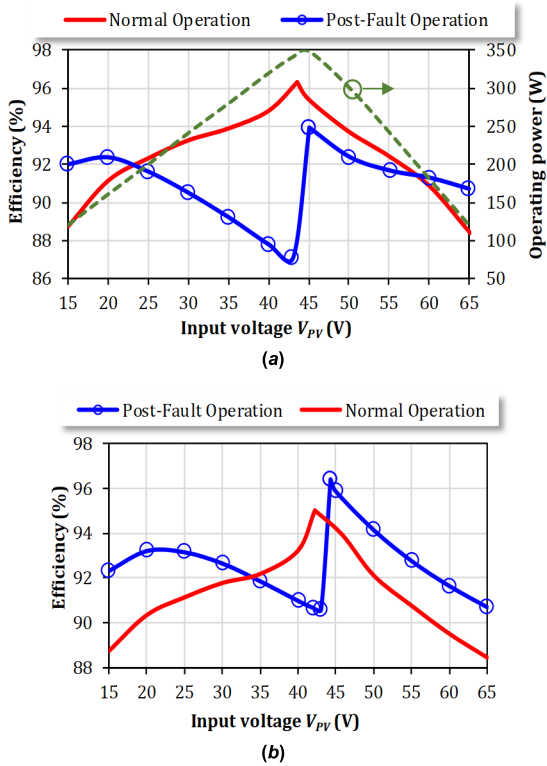 (a)
Normal Operation Post-Fault Operation
98 350
96 300
94 250
92 200
90 150
88 100
86 50
Efficiency (%)
Operating power (W)
15 20 25 30 35 40 45 50 55 60 65
Input voltage VPV (V)
(a)
Post-Fault Operation Normal Operation
98
96
94
92
90
88
Efficiency (%)
15 20 25 30 35 40 45 50 55 60 65
Input voltage VPV (V)
(b)